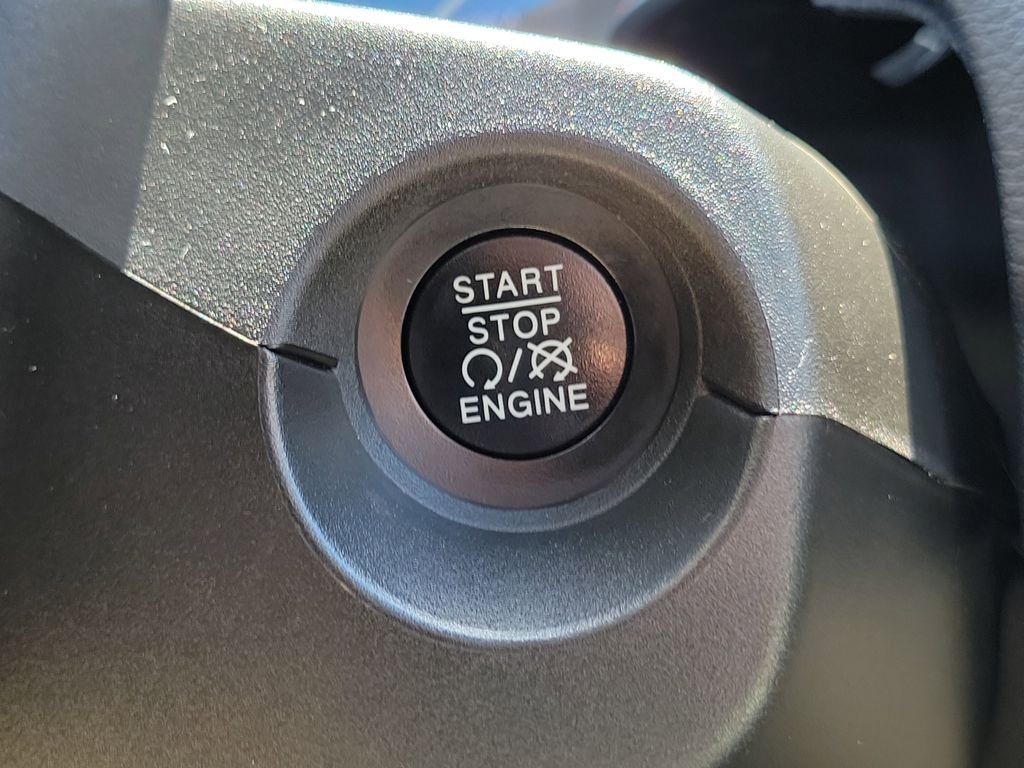 START
STOP
/
ENGINE